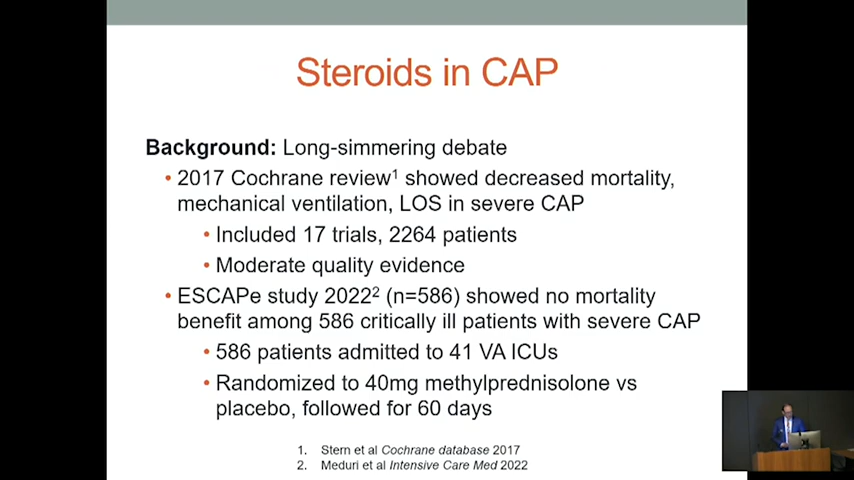 Steroids in CAP
Background: Long-simmering debate
• 2017 Cochrane review¹ showed decreased mortality,
mechanical ventilation, LOS in severe CAP
• Included 17 trials, 2264 patients
• Moderate quality evidence
• ESCAPe study 2022² (n=586) showed no mortality
benefit among 586 critically ill patients with severe CAP
• 586 patients admitted to 41 VA ICUs
• Randomized to 40mg methylprednisolone vs
placebo, followed for 60 days
1. Stern et al Cochrane database 2017
2. Meduri et al Intensive Care Med 2022